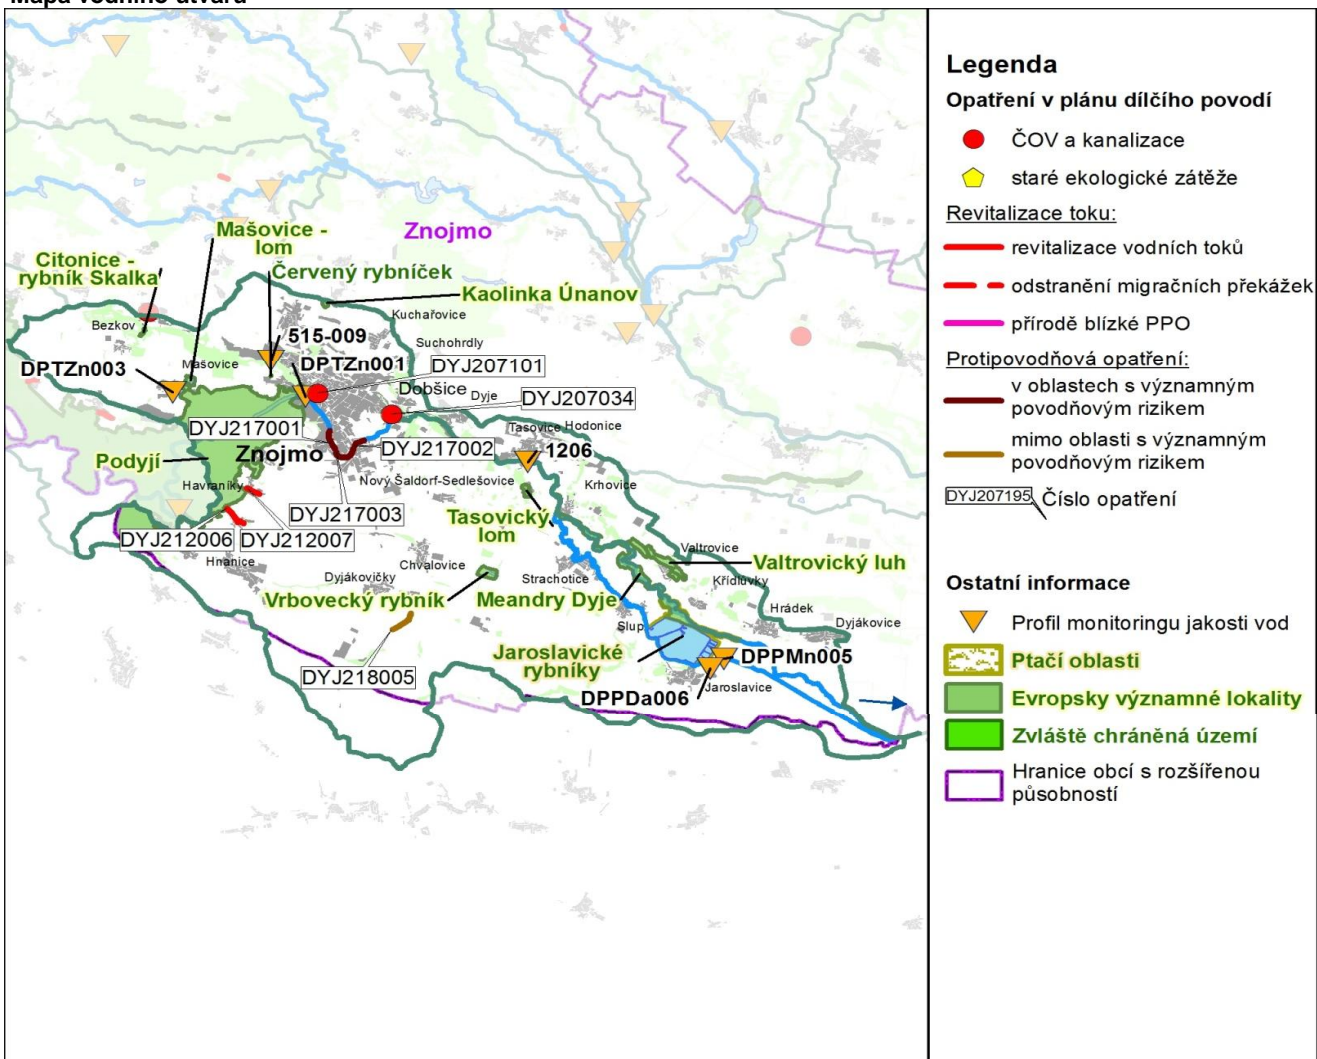 Mapa vodního útvaru
Znojmo
Mašovice -
lom
Citonice -
rybník Skalka
Červený rybníček
Kaolinka Únanov
Bezkov
Kuchařovice
515-009
Suchohrdly
DPTZn003
Mašovice
DPTZn001
DYJ207101
Dobšice
Dyje
DYJ207034
DYJ217001
Tasovice
Hodonice
Podyjí
Znojmo
DYJ217002
1206
Havraníky
Nový Šaldorf-Sedlešovice
Krhovice
DYJ217003
Tasovický
lom
DYJ212006
DYJ212007
Hnanice
Chvalovice
Valtrovice
Valtrovický luh
Dyjákovičky
Strachotice
Křídlůvky
Vrbovecký rybník
Meandry Dyje
Hrádek
Dyjákovice
Slup
Jaroslavické
rybníky
DPPMn005
DYJ218005
DPPDa006
Jaroslavice
Legenda
Opatření v plánu dílčího povodí
ČOV a kanalizace
staré ekologické zátěže
Revitalizace toku:
revitalizace vodních toků
odstranění migračních překážek
přírodě blízké PPO
Protipovodňová opatření:
v oblastech s významným
povodňovým rizikem
mimo oblasti s významným
povodňovým rizikem
DYJ207195 Číslo opatření
Ostatní informace
Profil monitoringu jakosti vod
Ptačí oblasti
Evropsky významné lokality
Zvláště chráněná území
Hranice obcí s rozšířenou
působností